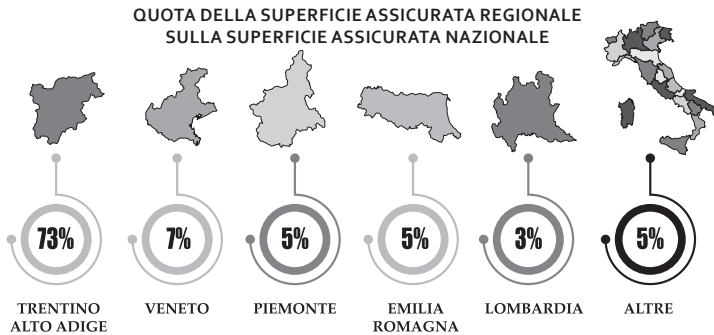 QUOTA DELLA SUPERFICIE ASSICURATA REGIONALE
SULLA SUPERFICIE ASSICURATA NAZIONALE
73%
7%
5%
5%
3%
5%
TRENTINO
ALTO ADIGE
VENETO
PIEMONTE
EMILIA
ROMAGNA
LOMBARDIA
ALTRE